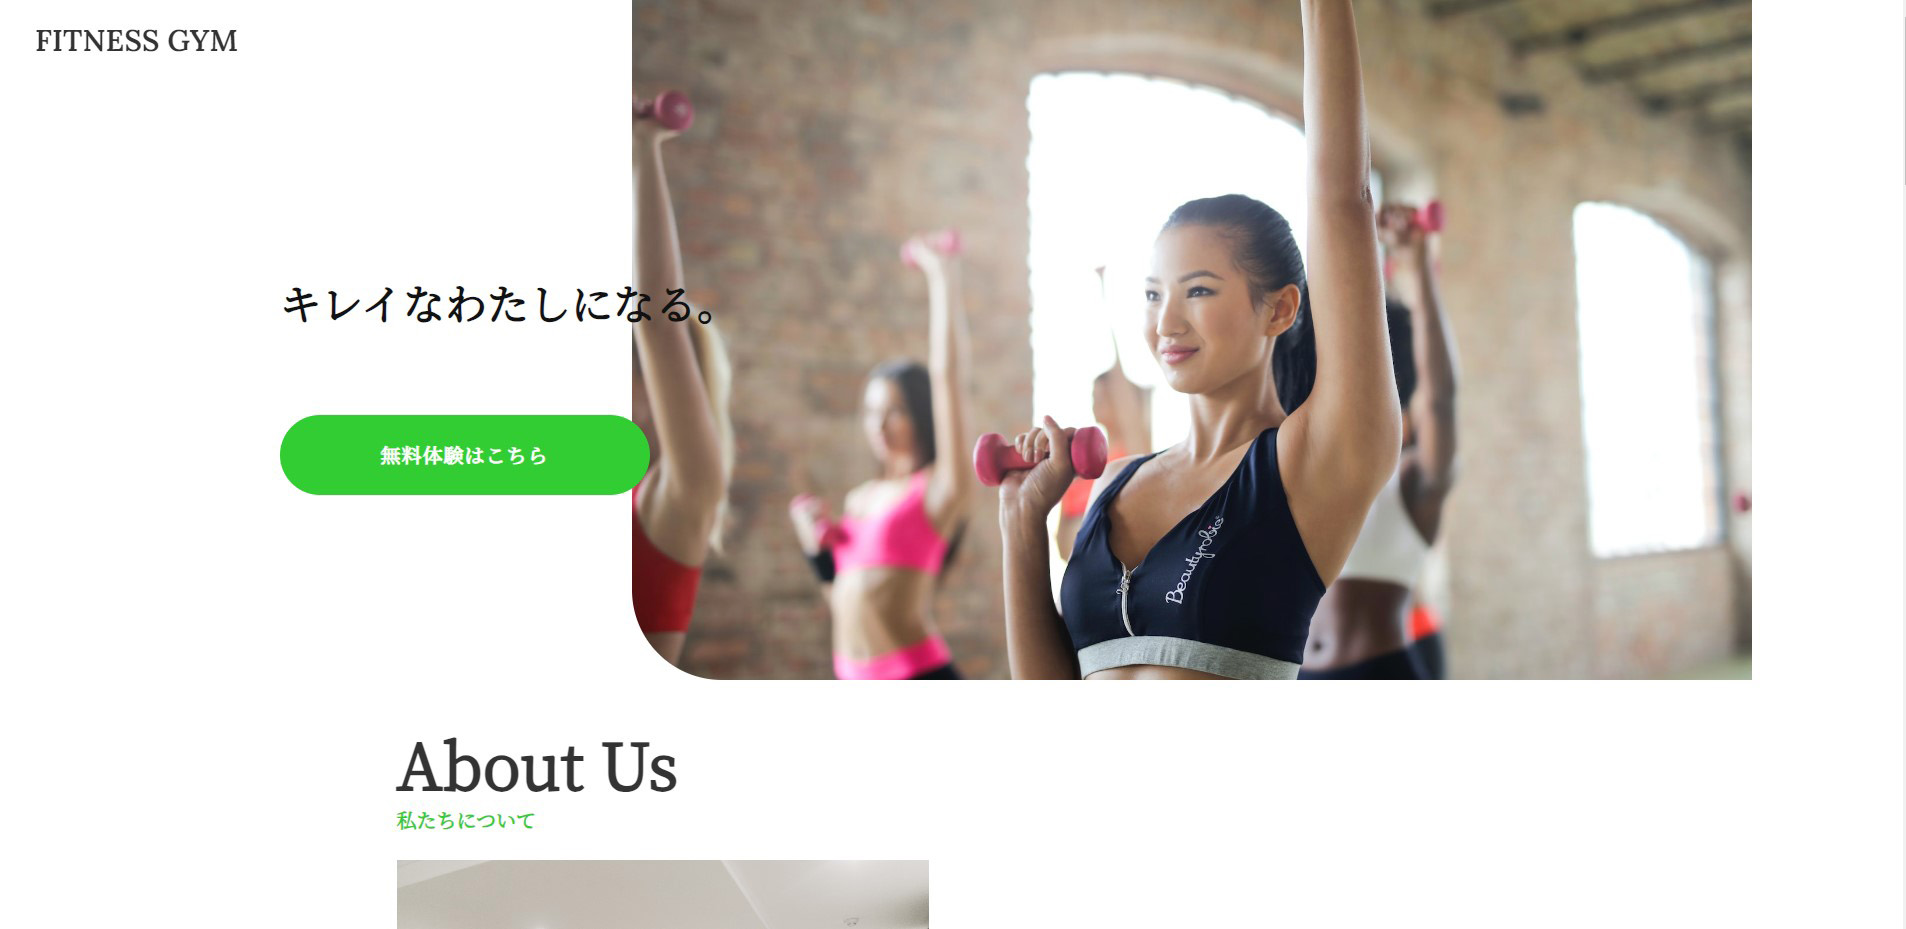 FITNESS GYM
キレイなわたしになる。
無料体験はこちら
Beautyrobic
About Us
私たちについて